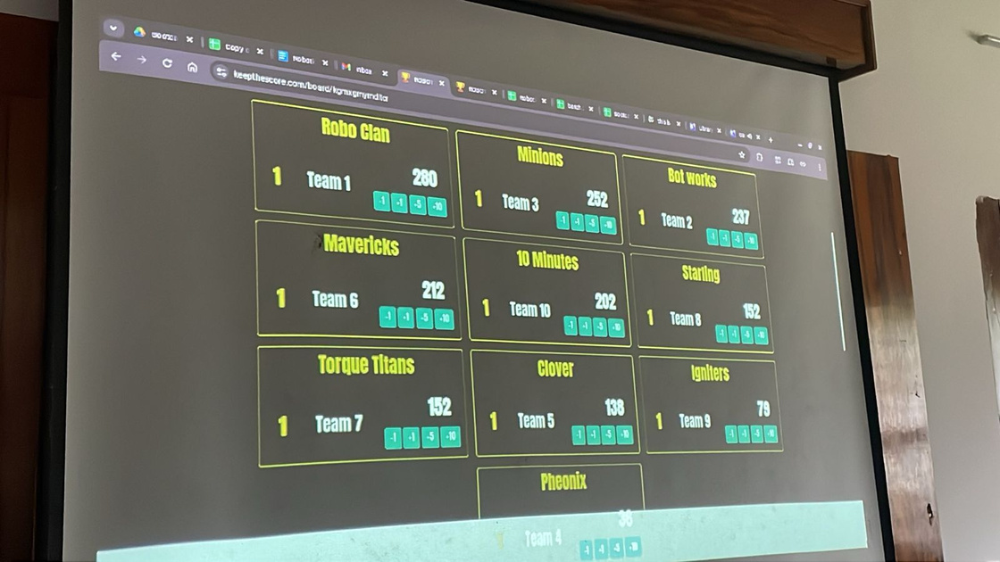 Copy
Inbox
keepthescore.com/board/kgmxgmymdltar
Robo Clan
1 Team 1 280
-1 -1 -5 -10
Minions
1 Team 3 252
-1 -1 -5 -10
Bot works
1 Team 2 237
-1 -1 -5 -10
Mavericks
1 Team 6 212
-1 -1 -5 -10
10 Minutes
1 Team 10 202
-1 -1 -5 -10
Starling
1 Team 8 152
-1 -1 -5 -10
Torque Titans
1 Team 7 152
-1 -1 -5 -10
Clover
1 Team 5 138
-1 -1 -5 -10
Igniters
1 Team 9 79
-1 -1 -5 -10
Pheonix
1 Team 4 38
-1 -1 -5 -10